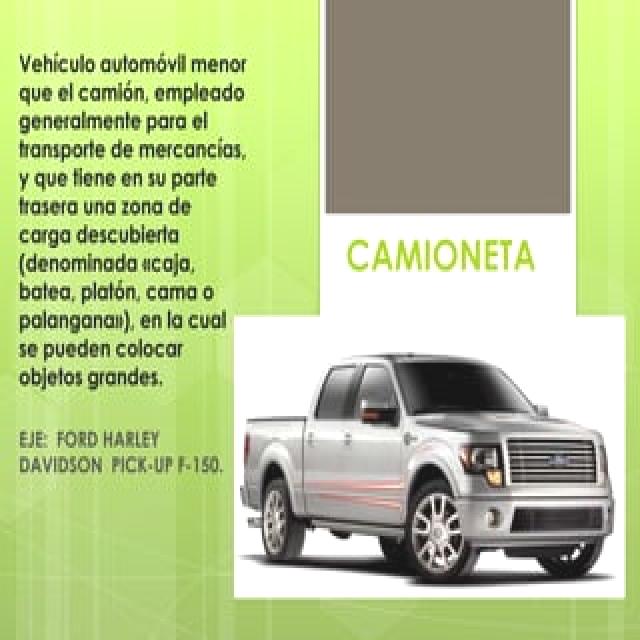 Vehículo automóvil menor
que el camión, empleado
generalmente para el
transporte de mercancías,
y que tiene en su parte
trasera una zona de
carga descubierta
(denominada «caja,
batea, platón, cama o
palangana»), en la cual
se pueden colocar
objetos grandes.
EJE: FORD HARLEY
DAVIDSON PICK-UP F-150.
CAMIONETA